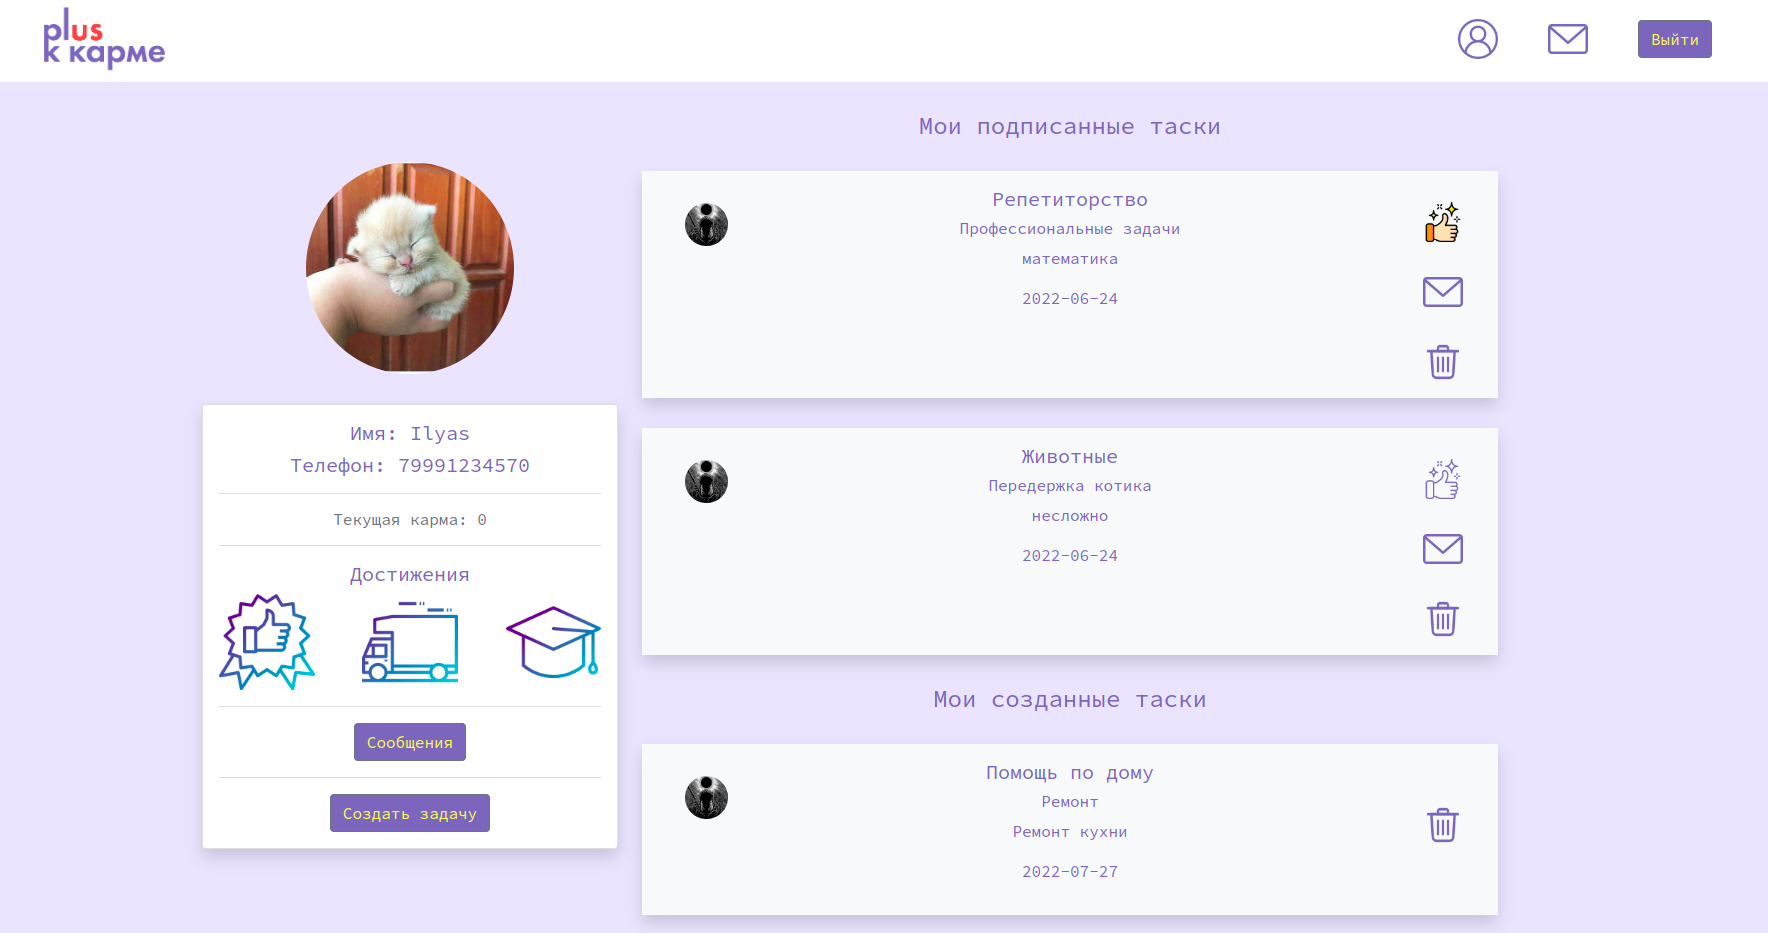 plus
к карме
Выйти
Имя: Ilyas
Телефон: 79991234570
Текущая карма: 0
Достижения
Сообщения
Создать задачу
Мои подписанные таски
Репетиторство
Профессиональные задачи
математика
2022-06-24
Животные
Передержка котика
несложно
2022-06-24
Мои созданные таски
Помощь по дому
Ремонт
Ремонт кухни
2022-07-27